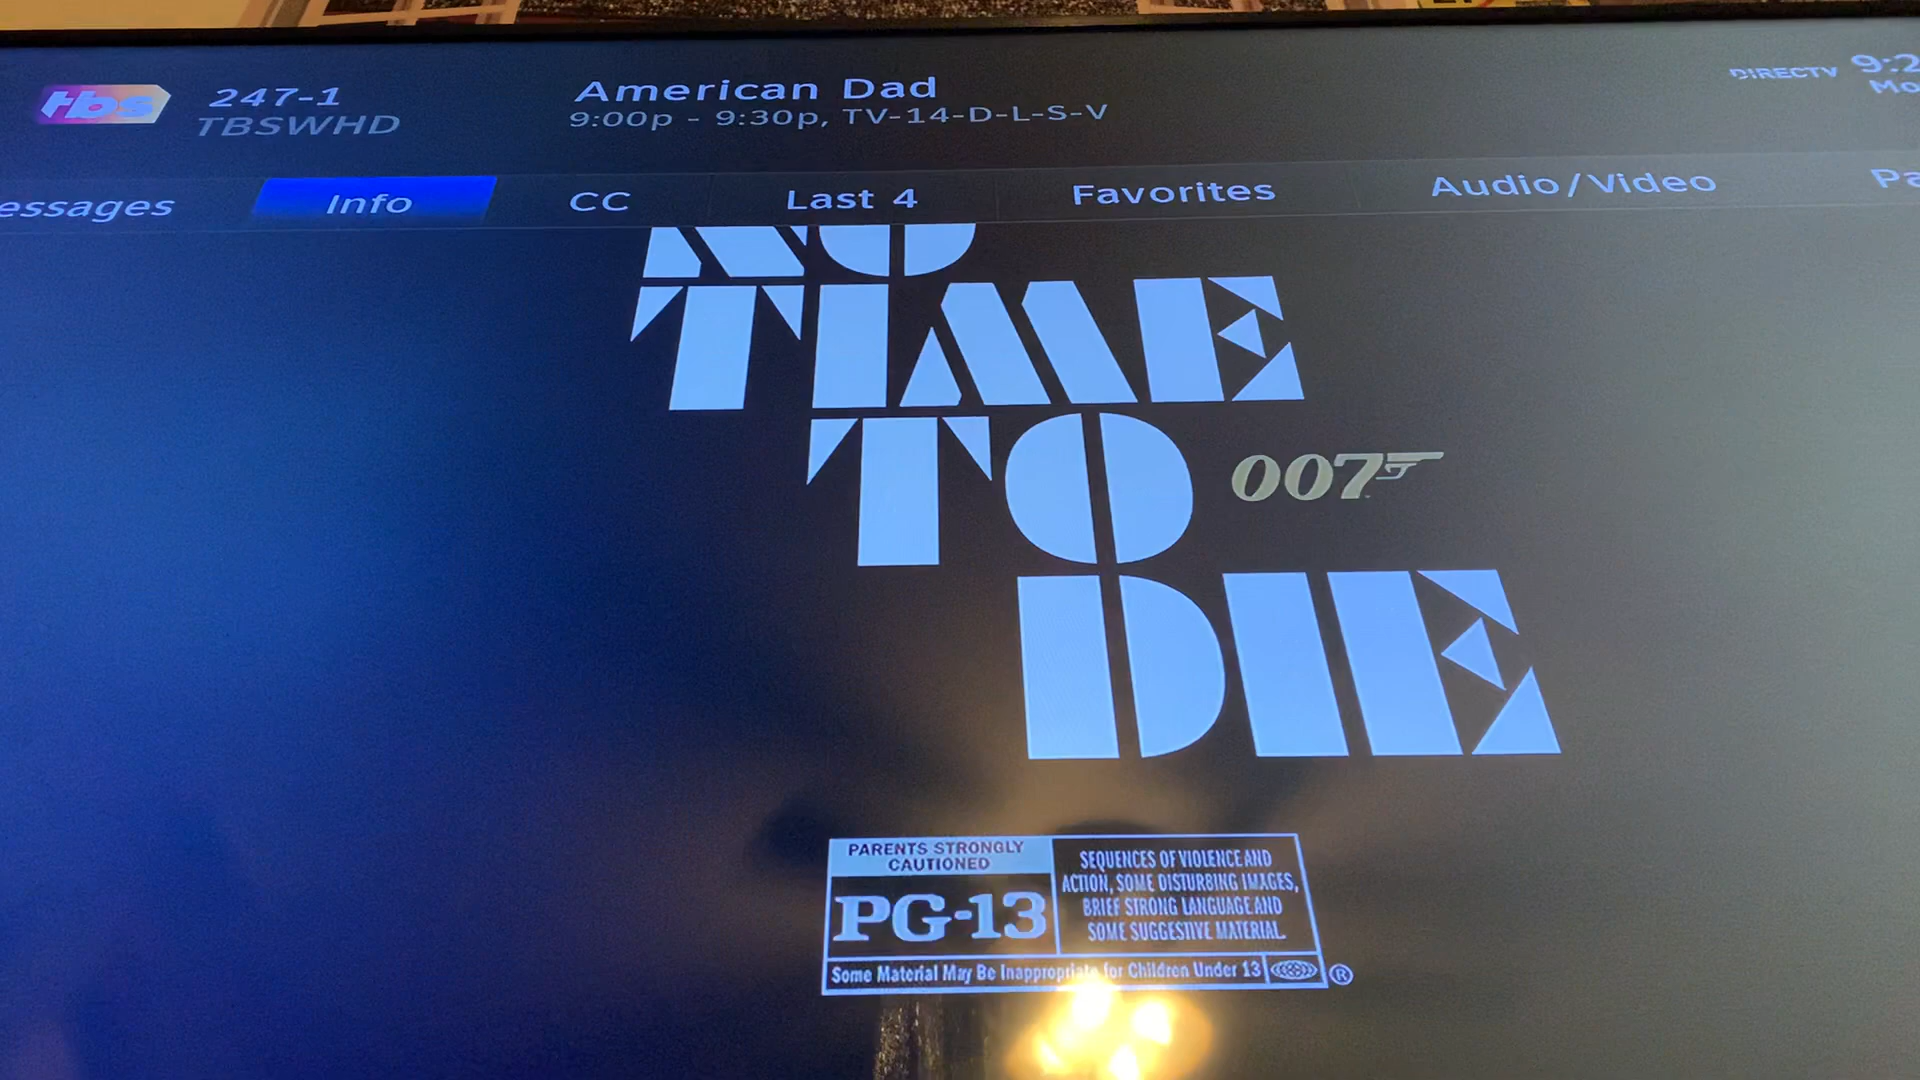 tbs
247-1
TBSWHD
American Dad
9:00p - 9:30p, TV-14-D-L-S-V
DIRECTV
Info
CC
Last 4
Favorites
Audio/Video
NO
TIME
TO
007
DIE
PARENTS STRONGLY
CAUTIONED
PG-13
SEQUENCES OF VIOLENCE AND
ACTION, SOME DISTURBING IMAGES,
BRIEF STRONG LANGUAGE AND
SOME SUGGESTIVE MATERIAL.
Some Material May Be Inappropriate for Children Under 13
®